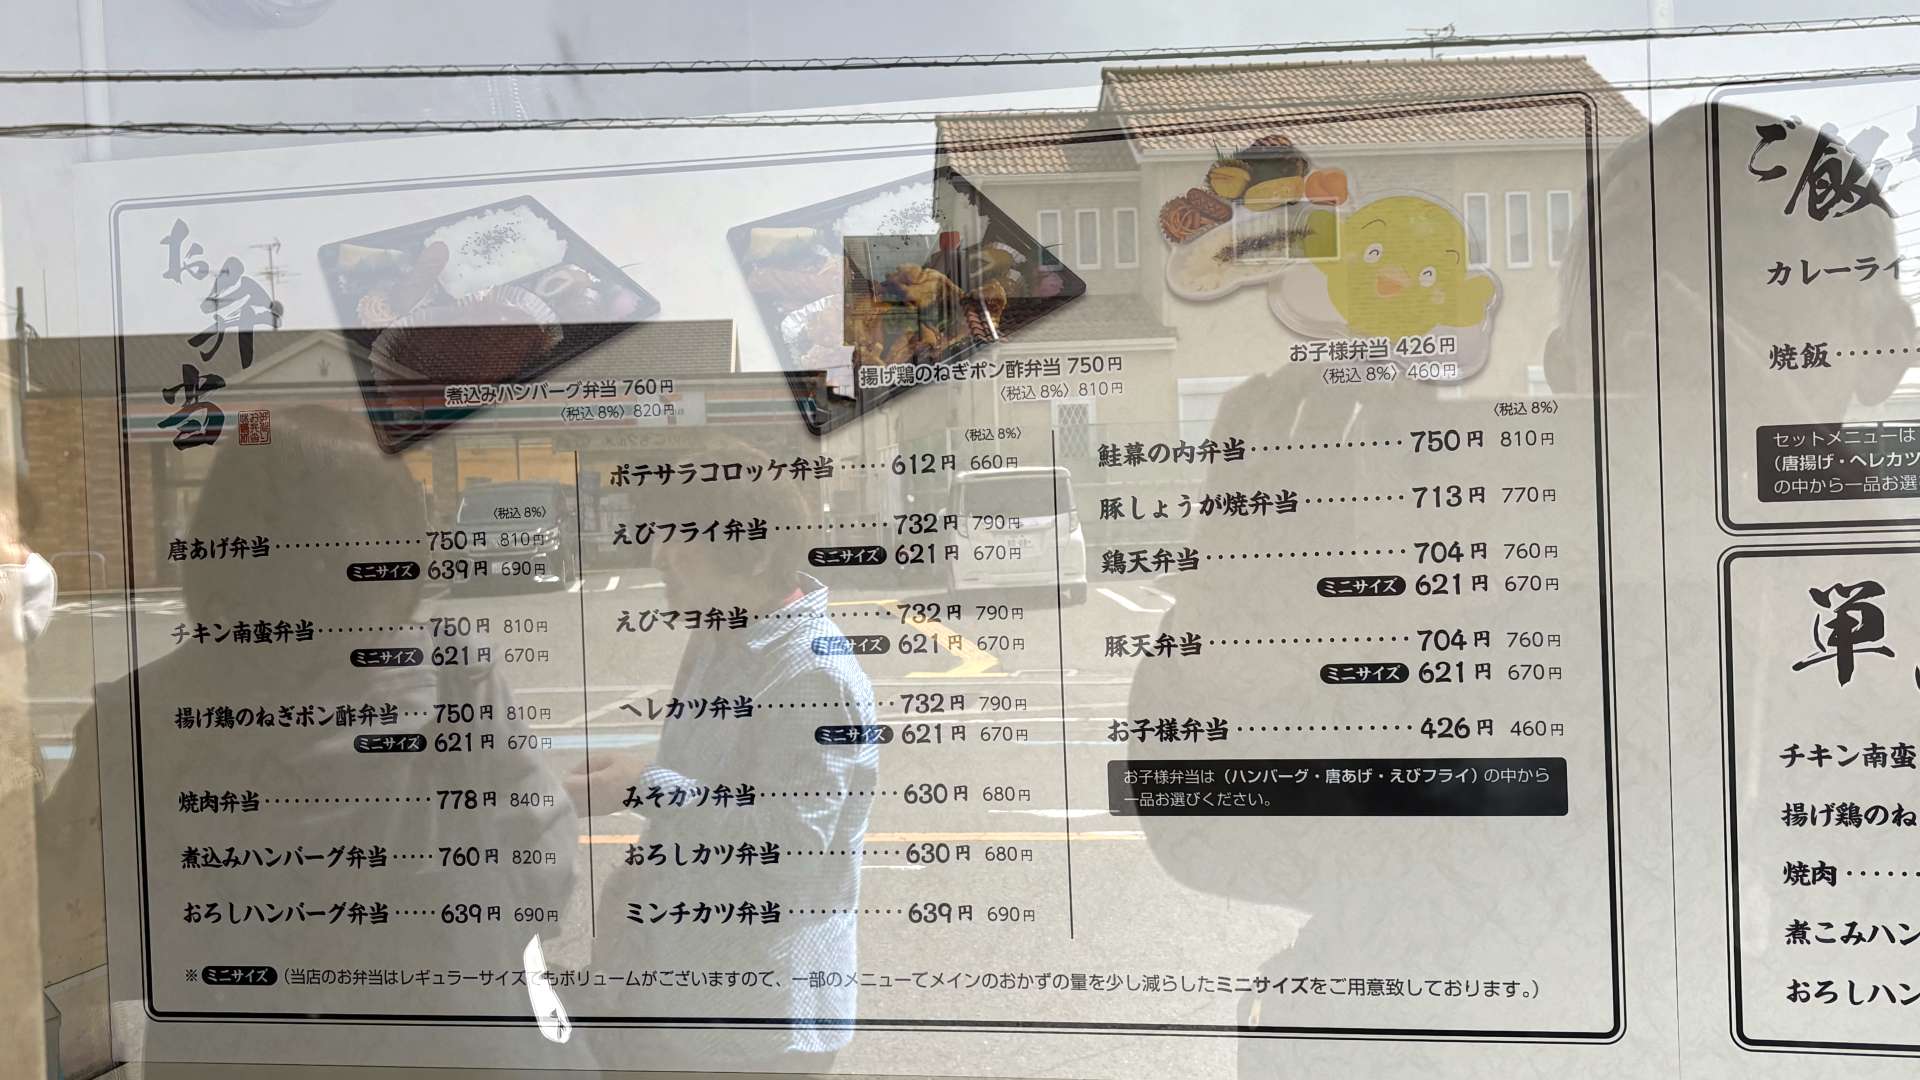 お弁当
煮込みハンバーグ弁当 760円
〈税込8%〉820円
揚げ鶏のねぎポン酢弁当 750円
〈税込8%〉810円
お子様弁当 426円
〈税込8%〉460円
〈税込8%〉
唐あげ弁当……………750円 810円
ミニサイズ 639円 690円
チキン南蛮弁当…………750円 810円
ミニサイズ 621円 670円
揚げ鶏のねぎポン酢弁当…750円 810円
ミニサイズ 621円 670円
焼肉弁当………………778円 840円
煮込みハンバーグ弁当……760円 820円
おろしハンバーグ弁当……639円 690円
〈税込8%〉
ポテサラコロッケ弁当……612円 660円
えびフライ弁当…………732円 790円
ミニサイズ 621円 670円
えびマヨ弁当……………732円 790円
ミニサイズ 621円 670円
ヘレカツ弁当……………732円 790円
ミニサイズ 621円 670円
みそカツ弁当……………630円 680円
おろしカツ弁当…………630円 680円
ミンチカツ弁当…………639円 690円
〈税込8%〉
鮭幕の内弁当……………750円 810円
豚しょうが焼弁当………713円 770円
鶏天弁当………………704円 760円
ミニサイズ 621円 670円
豚天弁当………………704円 760円
ミニサイズ 621円 670円
お子様弁当………………426円 460円
お子様弁当は（ハンバーグ・唐あげ・えびフライ）の中から
一品お選びください。
※ミニサイズ（当店のお弁当はレギュラーサイズでもボリュームがございますので、一部のメニューでメインのおかずの量を少し減らしたミニサイズをご用意致しております。）
ご飯
カレーライ
焼飯……
セットメニューは
（唐揚げ・ヘレカツ
の中から一品お選
単
チキン南蛮
揚げ鶏のね
焼肉……
煮こみハン
おろしハン